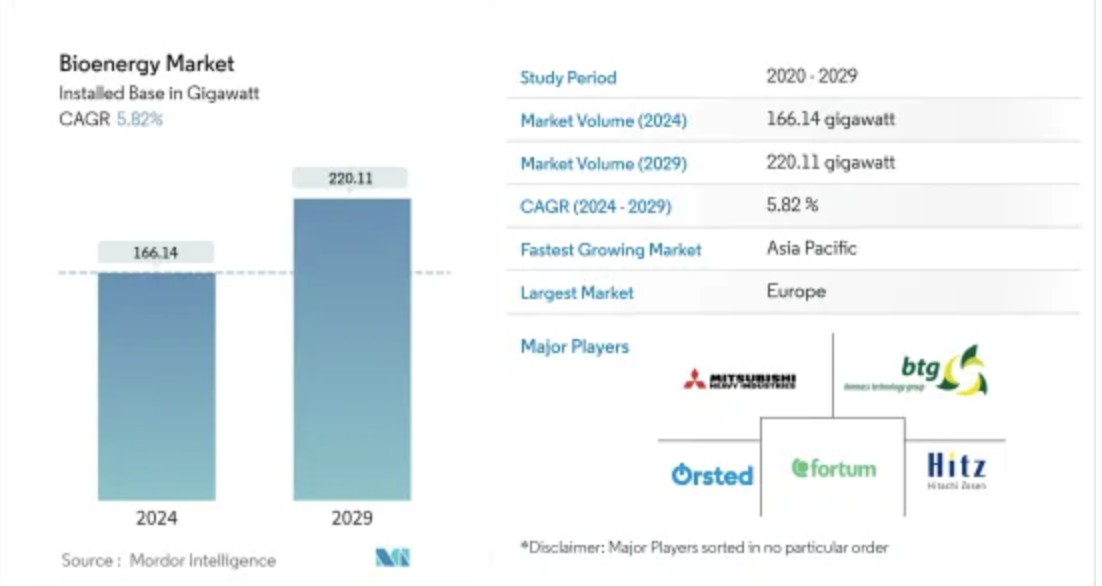 Bioenergy Market
Installed Base in Gigawatt
CAGR 5.82%
220.11
166.14
2024
2029
Source : Mordor Intelligence
Study Period 2020 - 2029
Market Volume (2024) 166.14 gigawatt
Market Volume (2029) 220.11 gigawatt
CAGR (2024 - 2029) 5.82 %
Fastest Growing Market Asia Pacific
Largest Market Europe
Major Players
MITSUBISHI
HEAVY INDUSTRIES
btg
biomass technology group
Ørsted
fortum
Hitz
Hitachi Zosen
*Disclaimer: Major Players sorted in no particular order